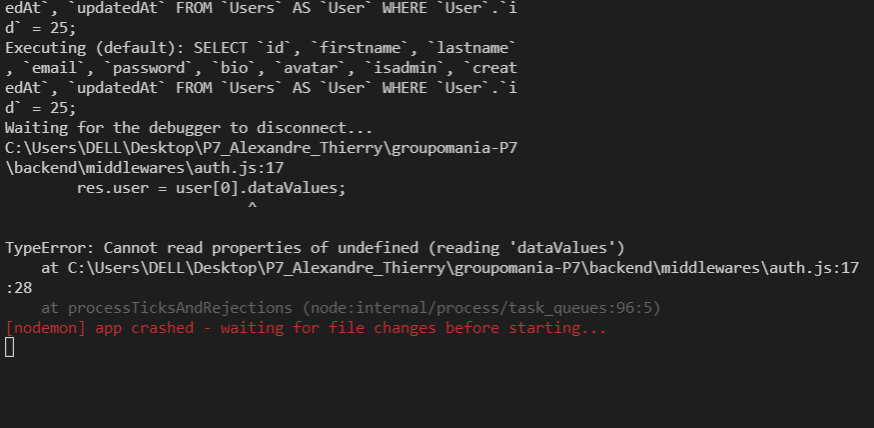 edAt`, `updatedAt` FROM `Users` AS `User` WHERE `User`.`i
d` = 25;
Executing (default): SELECT `id`, `firstname`, `lastname`
, `email`, `password`, `bio`, `avatar`, `isadmin`, `creat
edAt`, `updatedAt` FROM `Users` AS `User` WHERE `User`.`i
d` = 25;
Waiting for the debugger to disconnect...
C:\Users\DELL\Desktop\P7_Alexandre_Thierry\groupomania-P7
\backend\middlewares\auth.js:17
        res.user = user[0].dataValues;
                           ^
TypeError: Cannot read properties of undefined (reading 'dataValues')
    at C:\Users\DELL\Desktop\P7_Alexandre_Thierry\groupomania-P7\backend\middlewares\auth.js:17
:28
    at processTicksAndRejections (node:internal/process/task_queues:96:5)
[nodemon] app crashed - waiting for file changes before starting...